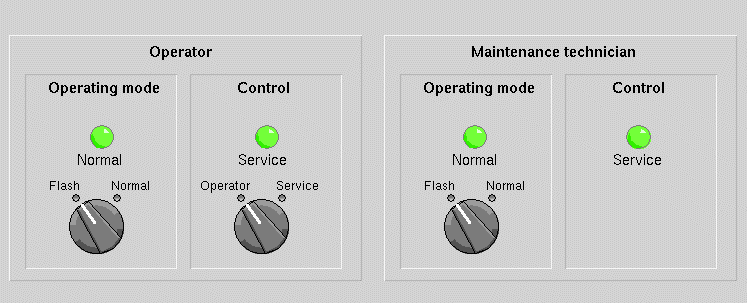 Operator
Operating mode
Control
Normal
Service
Flash
Normal
Operator
Service
Maintenance technician
Operating mode
Control
Normal
Service
Flash
Normal